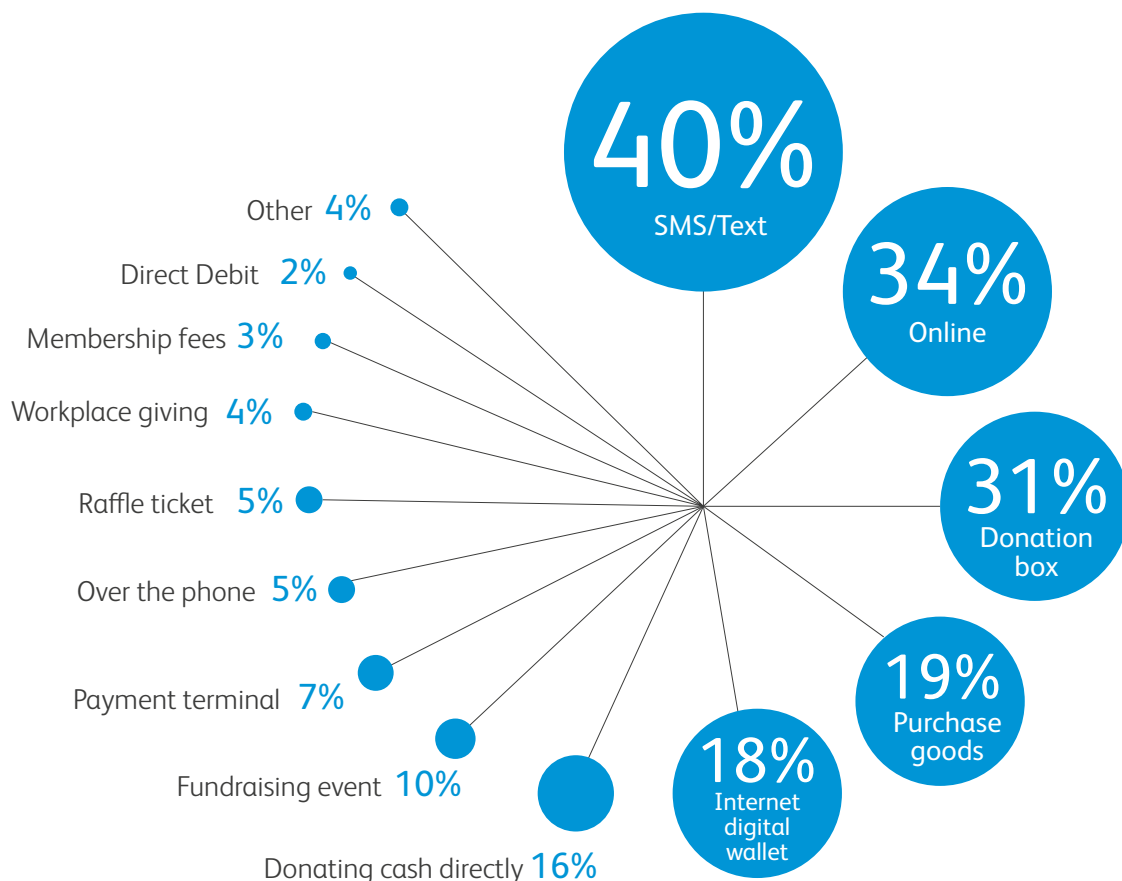 40%
SMS/Text
34%
Online
31%
Donation
box
19%
Purchase
goods
18%
Internet
digital
wallet
Donating cash directly 16%
Fundraising event 10%
Payment terminal 7%
Over the phone 5%
Raffle ticket 5%
Workplace giving 4%
Membership fees 3%
Direct Debit 2%
Other 4%